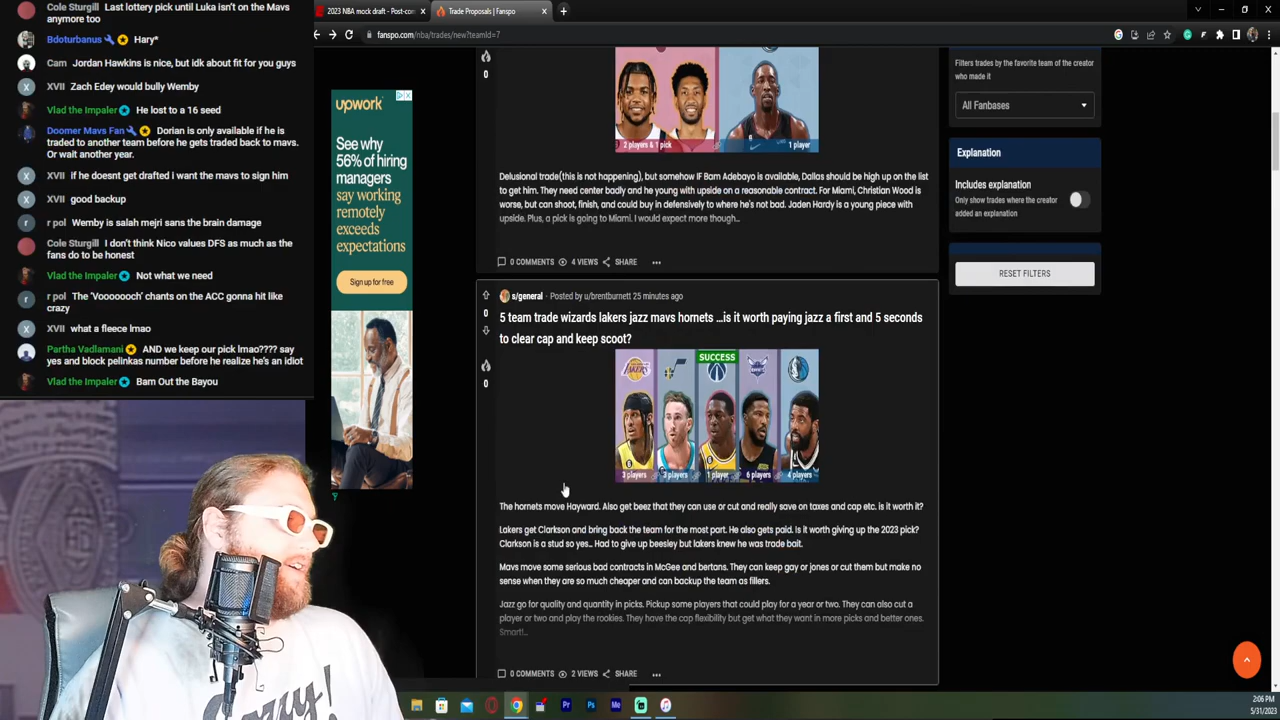 Cole Sturgill Last lottery pick until Luka isn't on the Mavs
anymore too
Bdoturbanus Hary*
Cam Jordan Hawkins is nice, but idk about fit for you guys
X XVII Zach Edey would bully Wemby
Vlad the Impaler He lost to a 16 seed
Doomer Mavs Fan Dorian is only available if he is
traded to another team before he gets traded back to mavs.
Or wait another year.
X XVII if he doesnt get drafted i want the mavs to sign him
X XVII good backup
r r pol Wemby is salah mejri sans the brain damage
Cole Sturgill I don't think Nico values DFS as much as the
fans do to be honest
Vlad the Impaler Not what we need
r r pol The 'Vooooooch' chants on the ACC gonna hit like
crazy
X XVII what a fleece lmao
Partha Vadlamani AND we keep our pick lmao???? say
yes and block pelinkas number before he realize he's an idiot
Vlad the Impaler Bam Out the Bayou
2023 NBA mock draft - Post-com
Trade Proposals | Fanspo
fanspo.com/nba/trades/new?teamId=7
upwork
See why
56% of hiring
managers
say working
remotely
exceeds
expectations
Sign up for free
0
2 players & 1 pick
1 player
Delusional trade(this is not happening), but somehow IF Bam Adebayo is available, Dallas should be high up on the list
to get him. They need center badly and he young with upside on a reasonable contract. For Miami, Christian Wood is
worse, but can shoot, finish, and could buy in defensively to where he's not bad. Jaden Hardy is a young piece with
upside. Plus, a pick is going to Miami. I would expect more though...
0 COMMENTS 4 VIEWS SHARE ...
s/general • Posted by u/brentburnett 25 minutes ago
0
5 team trade wizards lakers jazz mavs hornets ...is it worth paying jazz a first and 5 seconds
to clear cap and keep scoot?
SUCCESS
0
3 players
3 players
1 player
6 players
4 players
The hornets move Hayward. Also get beez that they can use or cut and really save on taxes and cap etc. is it worth it?
Lakers get Clarkson and bring back the team for the most part. He also gets paid. Is it worth giving up the 2023 pick?
Clarkson is a stud so yes.. Had to give up beesley but lakers knew he was trade bait.
Mavs move some serious bad contracts in McGee and bertans. They can keep gay or jones or cut them but make no
sense when they are so much cheaper and can backup the team as fillers.
Jazz go for quality and quantity in picks. Pickup some players that could play for a year or two. They can also cut a
player or two and play the rookies. They have the cap flexibility but get what they want in more picks and better ones.
Smart!...
0 COMMENTS 2 VIEWS SHARE ...
Filters trades by the favorite team of the creator
who made it
All Fanbases
Explanation
Includes explanation
Only show trades where the creator
added an explanation
RESET FILTERS
2:06 PM
5/31/2023